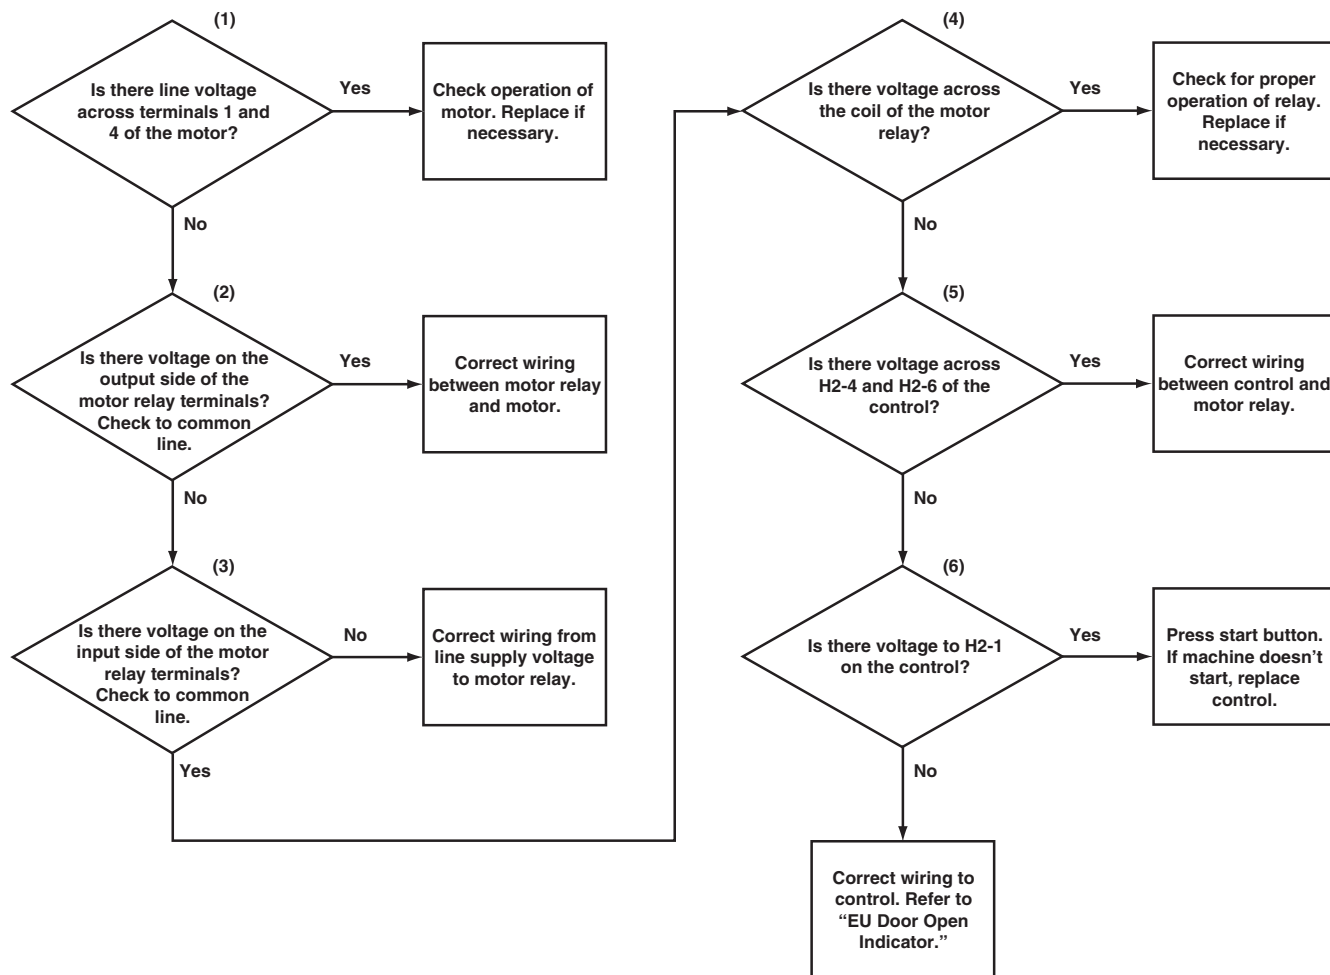 (1)
Is there line voltage
across terminals 1 and
4 of the motor?
Yes
Check operation of
motor. Replace if
necessary.
No
(2)
Is there voltage on the
output side of the
motor relay terminals?
Check to common
line.
Yes
Correct wiring
between motor relay
and motor.
No
(3)
Is there voltage on the
input side of the motor
relay terminals?
Check to common
line.
No
Correct wiring from
line supply voltage
to motor relay.
Yes
(4)
Is there voltage across
the coil of the motor
relay?
Yes
Check for proper
operation of relay.
Replace if
necessary.
No
(5)
Is there voltage across
H2-4 and H2-6 of the
control?
Yes
Correct wiring
between control and
motor relay.
No
(6)
Is there voltage to H2-1
on the control?
Yes
Press start button.
If machine doesn’t
start, replace
control.
No
Correct wiring to
control. Refer to
“EU Door Open
Indicator.”